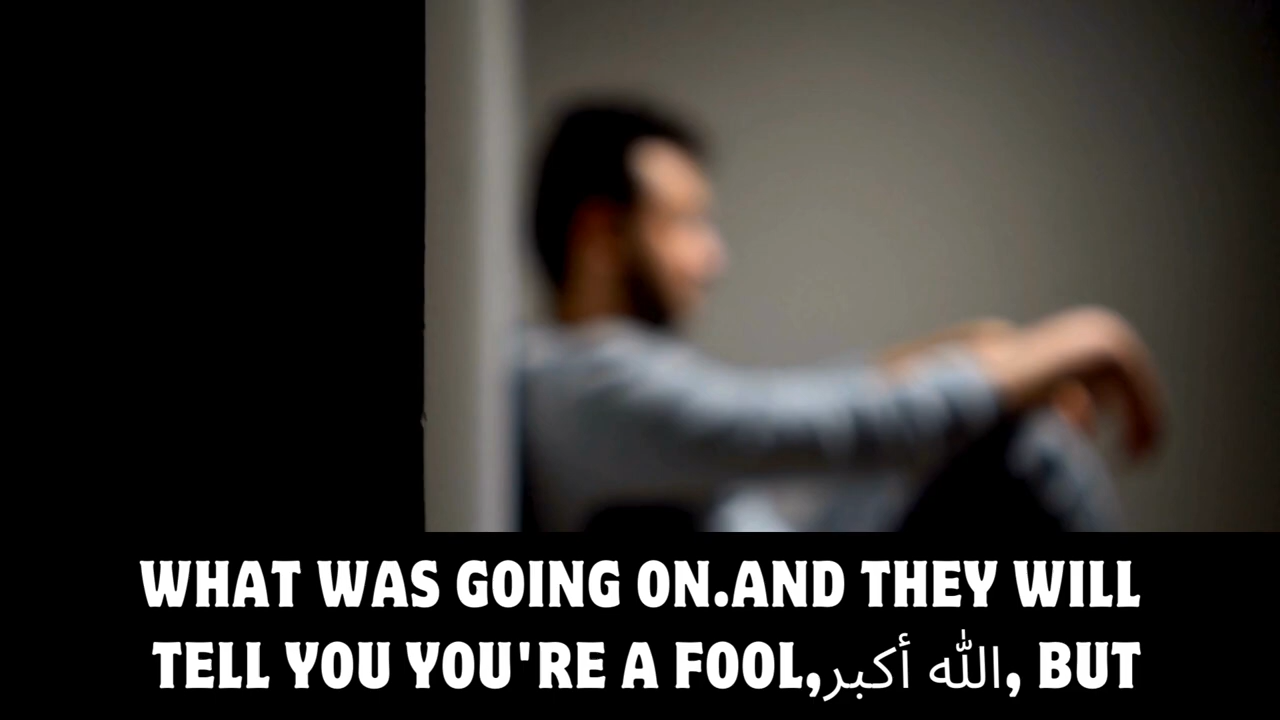 WHAT WAS GOING ON.AND THEY WILL
TELL YOU YOU'RE A FOOL,الله أكبر, BUT